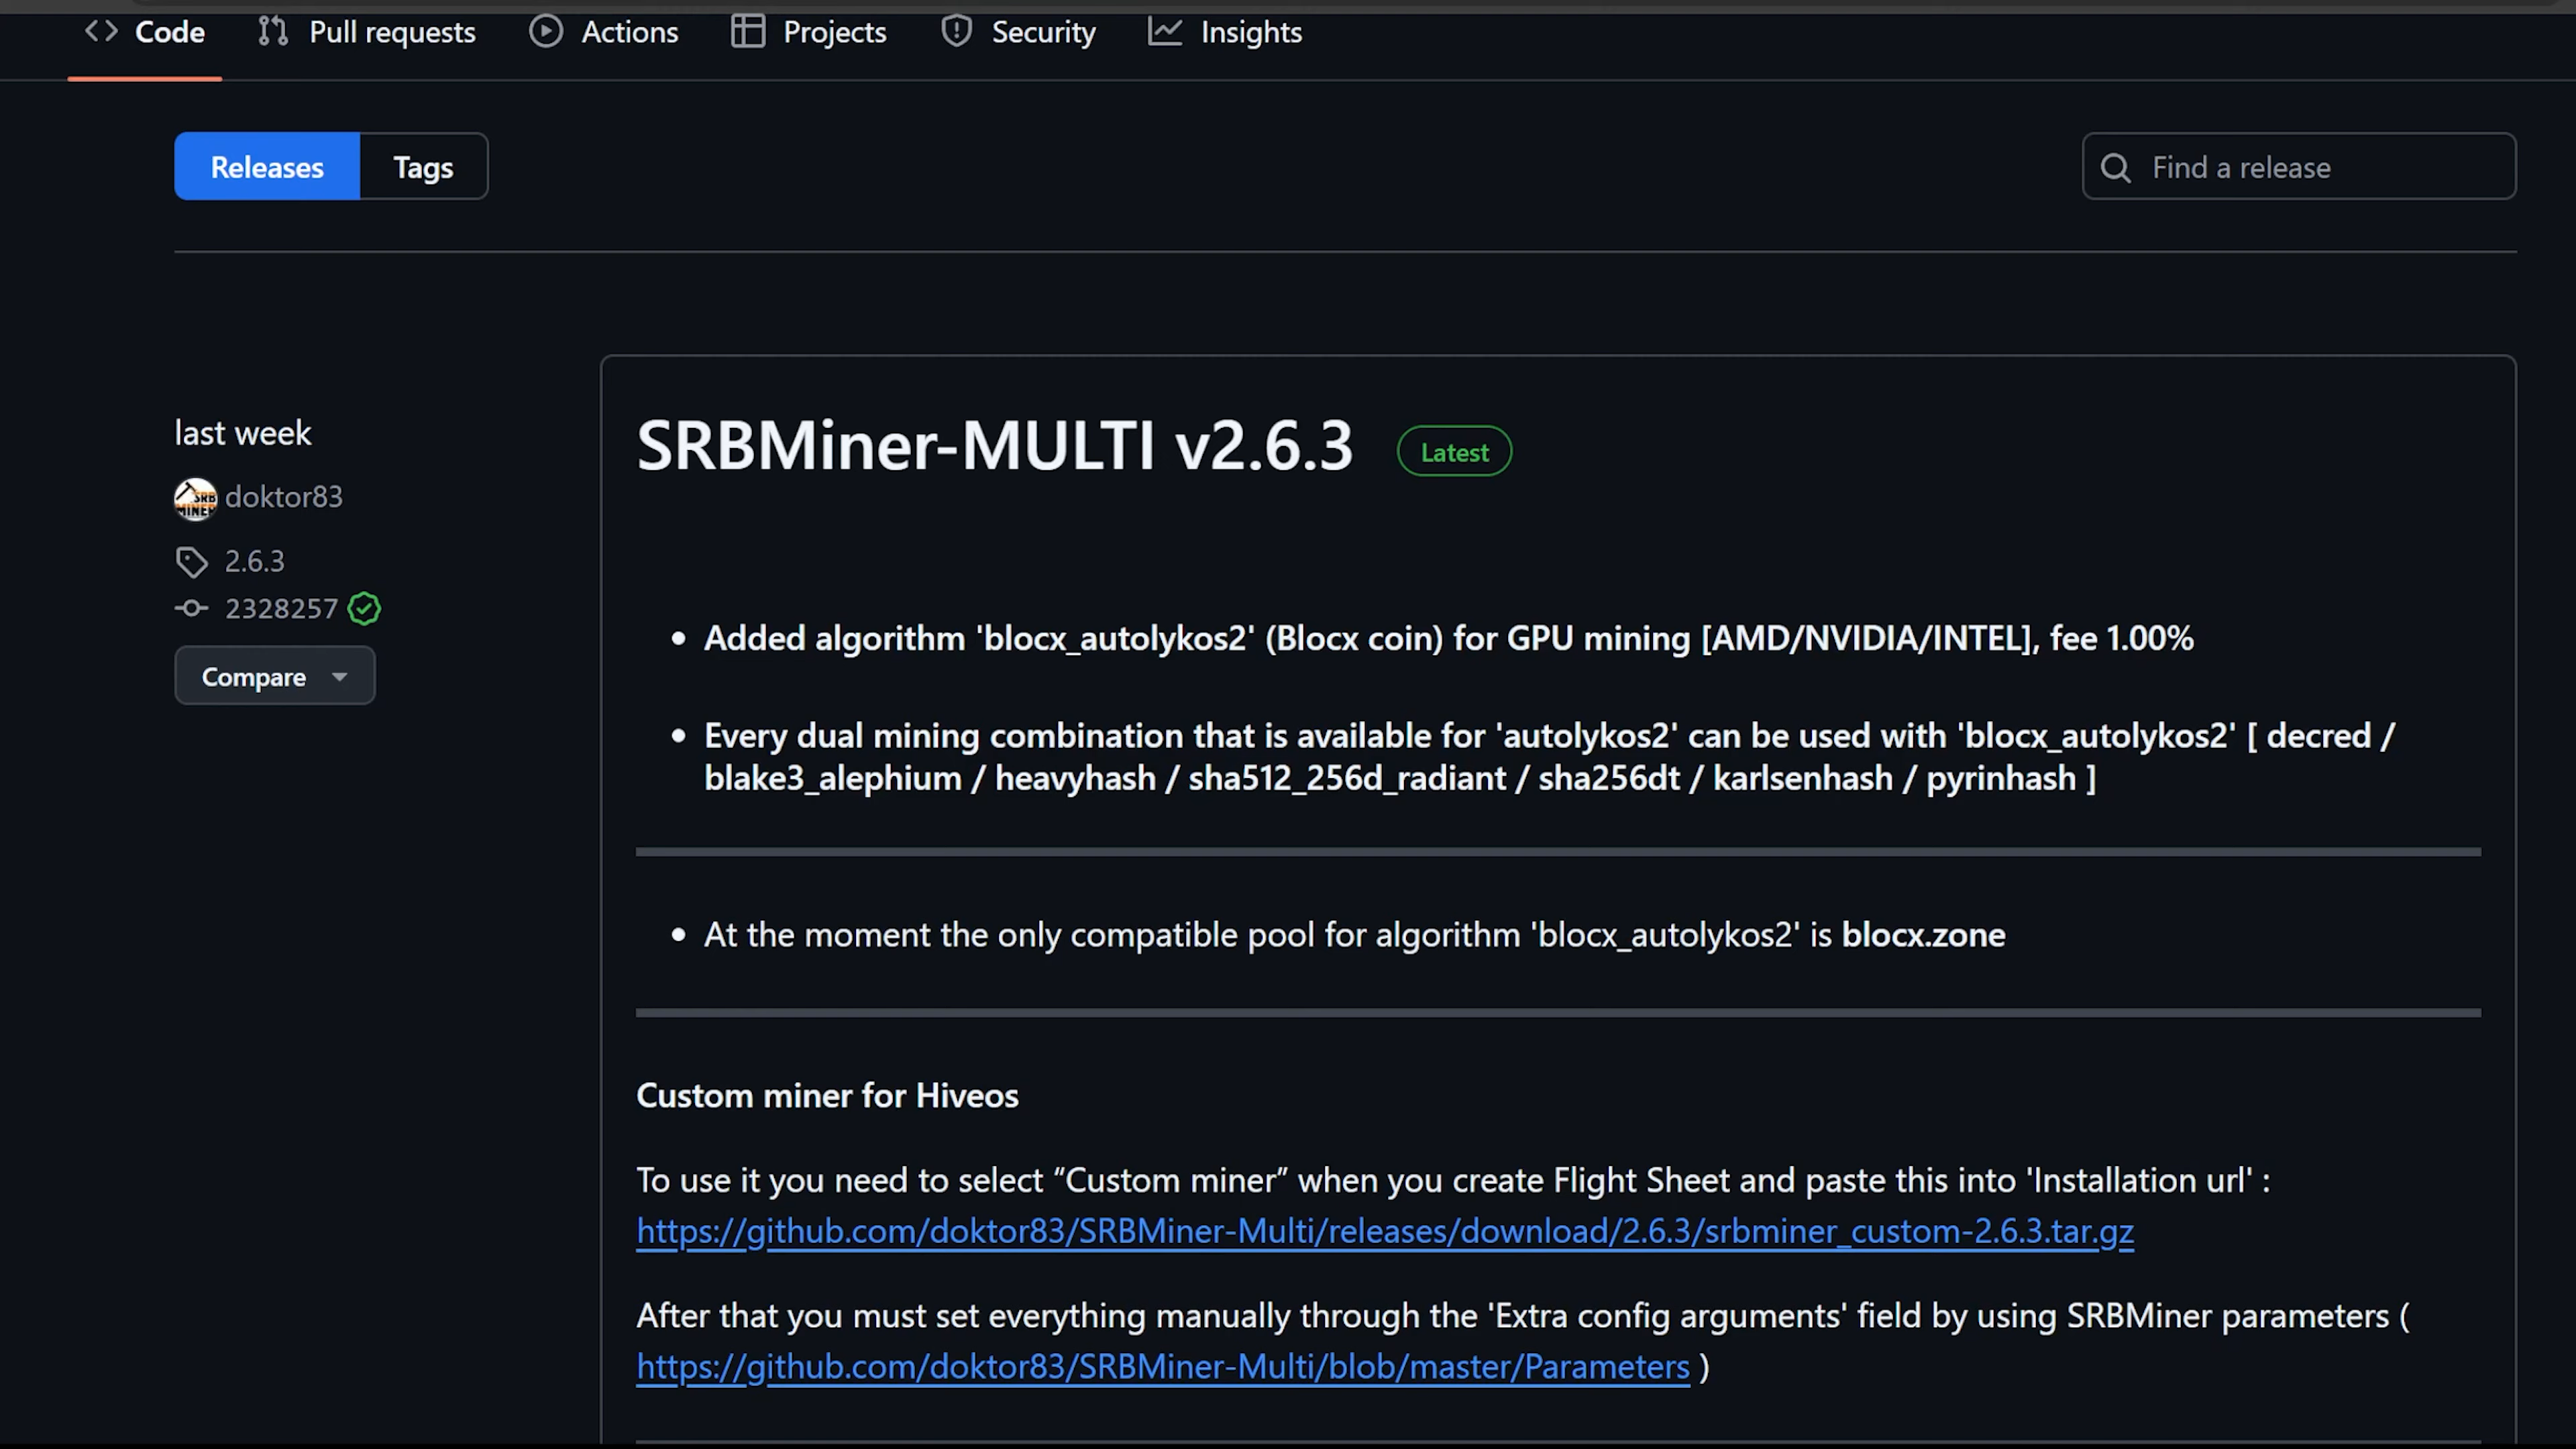 Code Pull requests Actions Projects Security Insights
Releases Tags Find a release
last week
doktor83
2.6.3
2328257
Compare
SRBMiner-MULTI v2.6.3 Latest
• Added algorithm 'blocx_autolykos2' (Blocx coin) for GPU mining [AMD/NVIDIA/INTEL], fee 1.00%
• Every dual mining combination that is available for 'autolykos2' can be used with 'blocx_autolykos2' [ decred /
blake3_alephium / heavyhash / sha512_256d_radiant / sha256dt / karlsenhash / pyrinhash ]
• At the moment the only compatible pool for algorithm 'blocx_autolykos2' is blocx.zone
Custom miner for Hiveos
To use it you need to select “Custom miner” when you create Flight Sheet and paste this into 'Installation url' :
https://github.com/doktor83/SRBMiner-Multi/releases/download/2.6.3/srbminer_custom-2.6.3.tar.gz
After that you must set everything manually through the 'Extra config arguments' field by using SRBMiner parameters (
https://github.com/doktor83/SRBMiner-Multi/blob/master/Parameters )
SRB
MINER